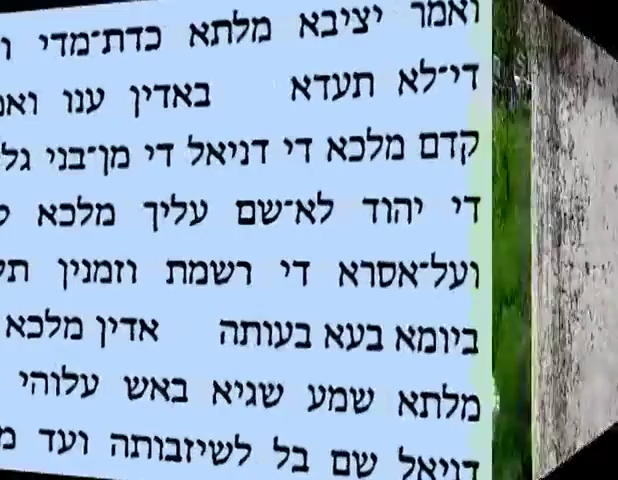 ואמר יציבא מלתא כדת־מדי
די־לא תעדא באדין ענו
קדם מלכא די דניאל די מן־בני
די יהוד לא־שם עליך מלכא
ועל־אסרא די רשמת וזמנין
ביומא בעא בעותה אדין מלכא
מלתא שמע שגיא באש עלוהי
דניאל שם בל לשיזבותה ועד